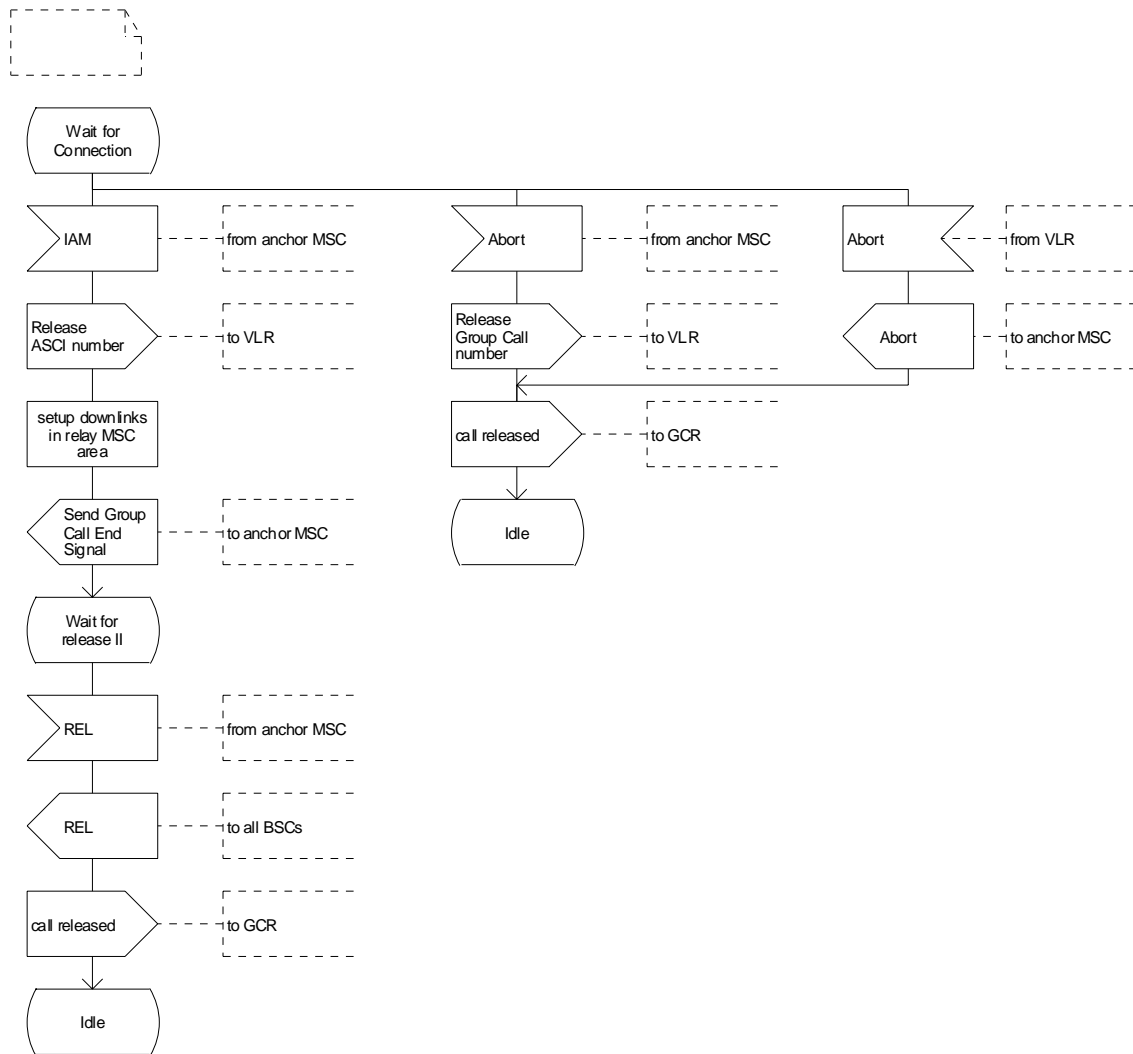 Wait for
Connection
IAM
from anchor MSC
Abort
from anchor MSC
Abort
from VLR
Release
ASCI number
to VLR
Release
Group Call
number
to VLR
Abort
to anchor MSC
setup downlinks
in relay MSC
area
call released
to GCR
Send Group
Call End
Signal
to anchor MSC
Idle
Wait for
release II
REL
from anchor MSC
REL
to all BSCs
call released
to GCR
Idle